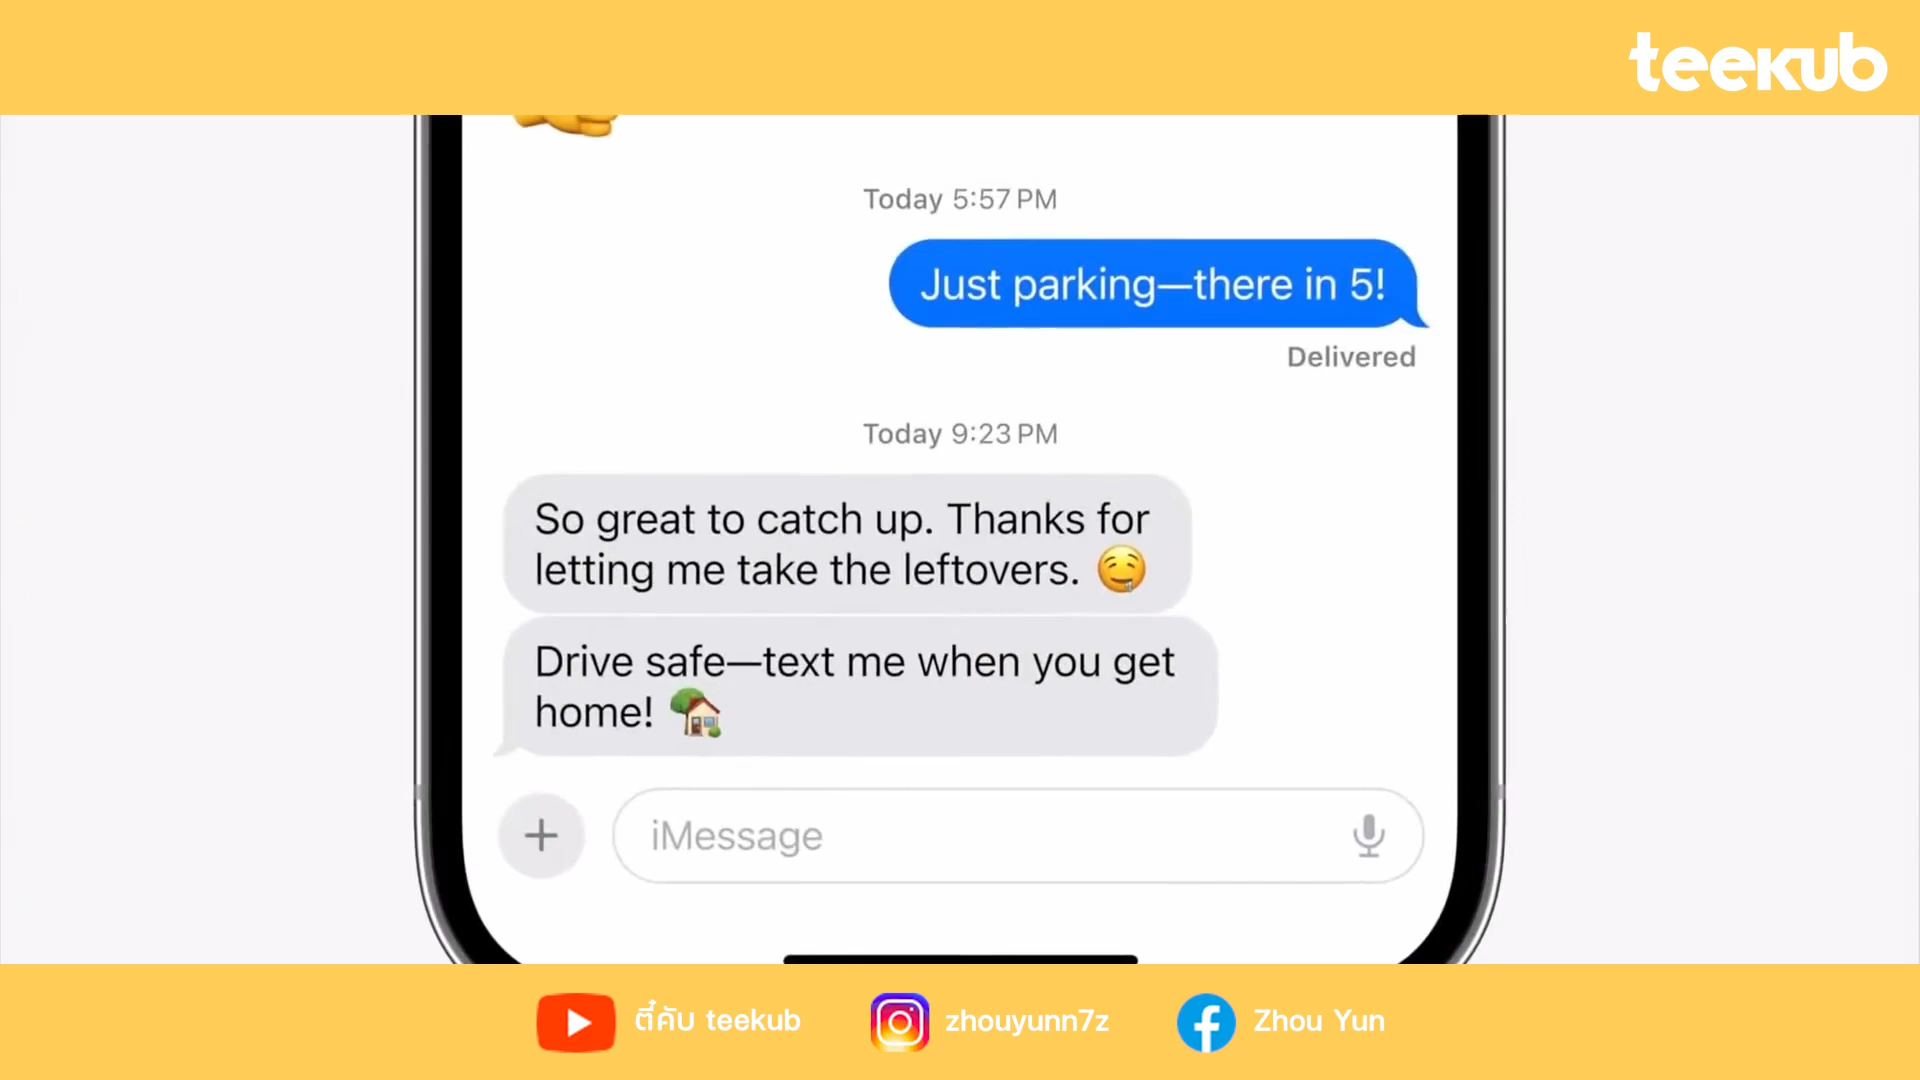 teekub
Today 5:57 PM
Just parking—there in 5!
Delivered
Today 9:23 PM
So great to catch up. Thanks for
letting me take the leftovers. 🤤
Drive safe—text me when you get
home! 🏡
iMessage
ตี๋คับ teekub
zhouyunn7z
Zhou Yun